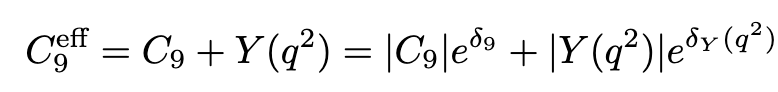 C_9^{\text{eff}} = C_9 + Y(q^2) = |C_9|e^{\delta_9} + |Y(q^2)|e^{\delta_Y(q^2)}